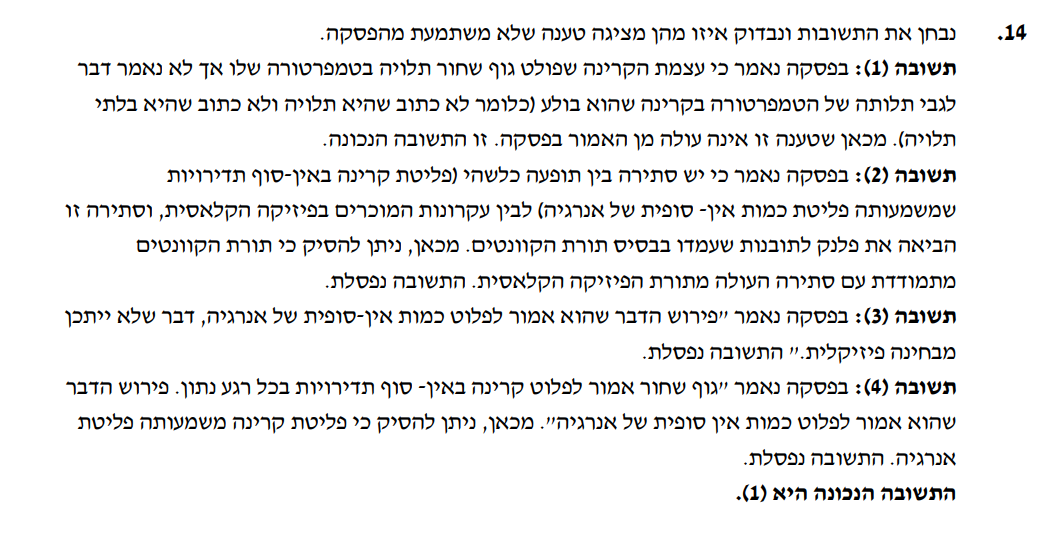 14. נבחן את התשובות ונבדוק איזו מהן מציגה טענה שלא משתמעת מהפסקה.
תשובה (1): בפסקה נאמר כי עצמת הקרינה שפולט גוף שחור תלויה בטמפרטורה שלו אך לא נאמר דבר
לגבי תלותה של הטמפרטורה בקרינה שהוא בולע (כלומר לא כתוב שהיא תלויה ולא כתוב שהיא בלתי
תלויה). מכאן שטענה זו אינה עולה מן האמור בפסקה. זו התשובה הנכונה.
תשובה (2): בפסקה נאמר כי יש סתירה בין תופעה כלשהי (פליטת קרינה באין-סוף תדירויות
שמשמעותה פליטת כמות אין- סופית של אנרגיה) לבין עקרונות המוכרים בפיזיקה הקלאסית, וסתירה זו
הביאה את פלנק לתובנות שעמדו בבסיס תורת הקוונטים. מכאן, ניתן להסיק כי תורת הקוונטים
מתמודדת עם סתירה העולה מתורת הפיזיקה הקלאסית. התשובה נפסלת.
תשובה (3): בפסקה נאמר "פירוש הדבר שהוא אמור לפלוט כמות אין-סופית של אנרגיה, דבר שלא ייתכן
מבחינה פיזיקלית." התשובה נפסלת.
תשובה (4): בפסקה נאמר "גוף שחור אמור לפלוט קרינה באין- סוף תדירויות בכל רגע נתון. פירוש הדבר
שהוא אמור לפלוט כמות אין סופית של אנרגיה". מכאן, ניתן להסיק כי פליטת קרינה משמעותה פליטת
אנרגיה. התשובה נפסלת.
התשובה הנכונה היא (1).